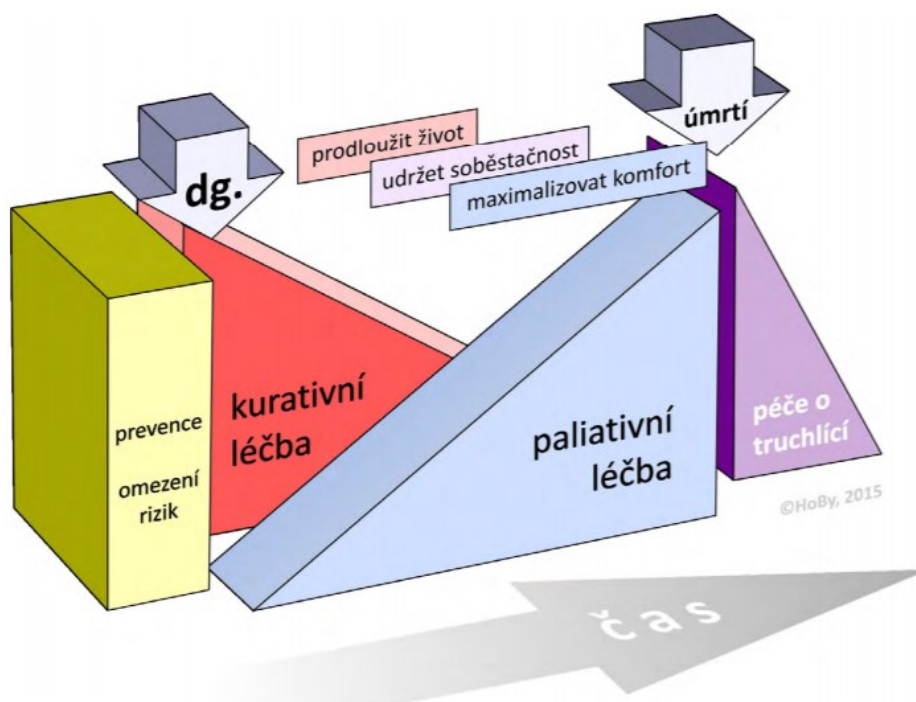 úmrtí
prodloužit život
udržet soběstačnost
maximalizovat komfort
dg.
kurativní
léčba
prevence
omezení
rizik
paliativní
léčba
péče o
truchlící
©HoBy, 2015
čas